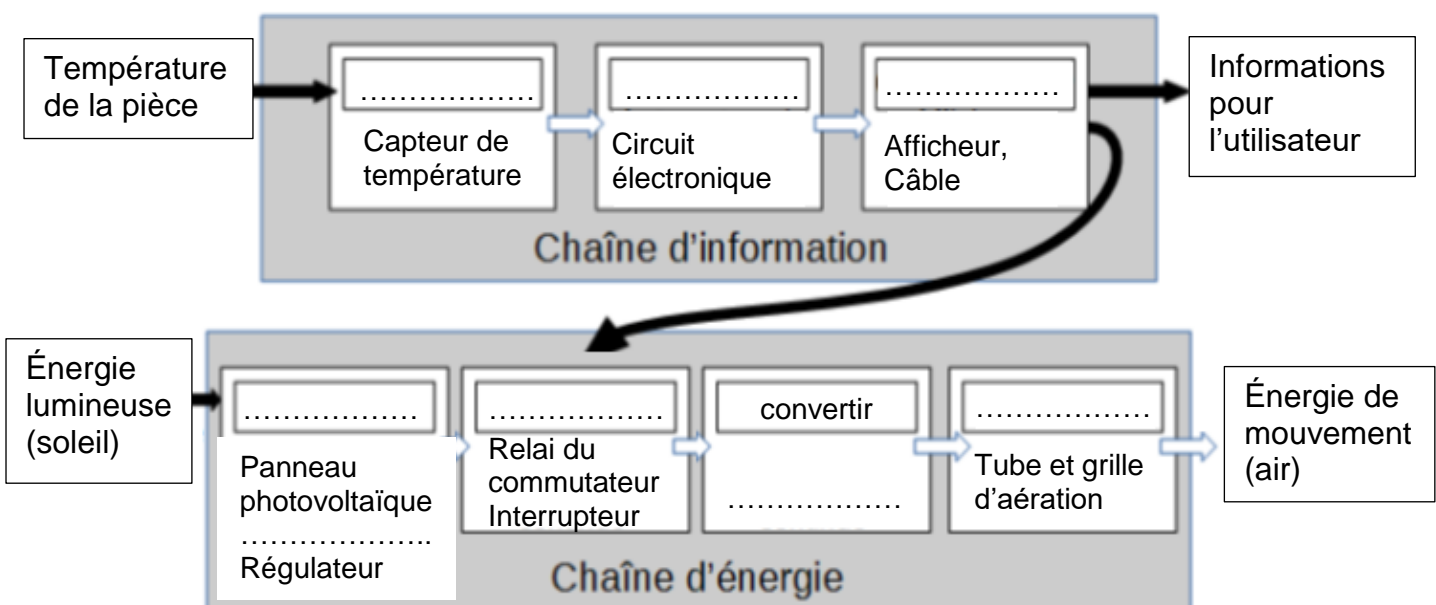 Température
de la pièce
………………
Capteur de
température
………………
Circuit
électronique
………………
Afficheur,
Câble
Informations
pour
l’utilisateur
Chaîne d’information
Énergie
lumineuse
(soleil)
………………
Panneau
photovoltaïque
………………..
Régulateur
………………
Relai du
commutateur
Interrupteur
convertir
………………
………………
Tube et grille
d’aération
Énergie de
mouvement
(air)
Chaîne d’énergie